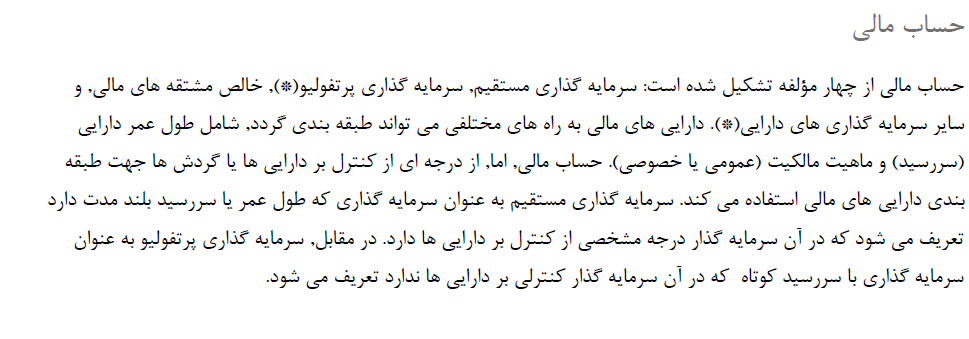 حساب مالی
حساب مالی از چهار مؤلفه تشکیل شده است: سرمایه گذاری مستقیم, سرمایه گذاری پرتفولیو(*), خالص مشتقه های مالی, و
سایر سرمایه گذاری های دارایی(*). دارایی های مالی به راه های مختلفی می تواند طبقه بندی گردد, شامل طول عمر دارایی
(سررسید) و ماهیت مالکیت (عمومی یا خصوصی). حساب مالی, اما, از درجه ای از کنترل بر دارایی ها یا گردش ها جهت طبقه
بندی دارایی های مالی استفاده می کند. سرمایه گذاری مستقیم به عنوان سرمایه گذاری که طول عمر یا سررسید بلند مدت دارد
تعریف می شود که در آن سرمایه گذار درجه مشخصی از کنترل بر دارایی ها دارد. در مقابل, سرمایه گذاری پرتفولیو به عنوان
سرمایه گذاری با سررسید کوتاه  که در آن سرمایه گذار کنترلی بر دارایی ها ندارد تعریف می شود.